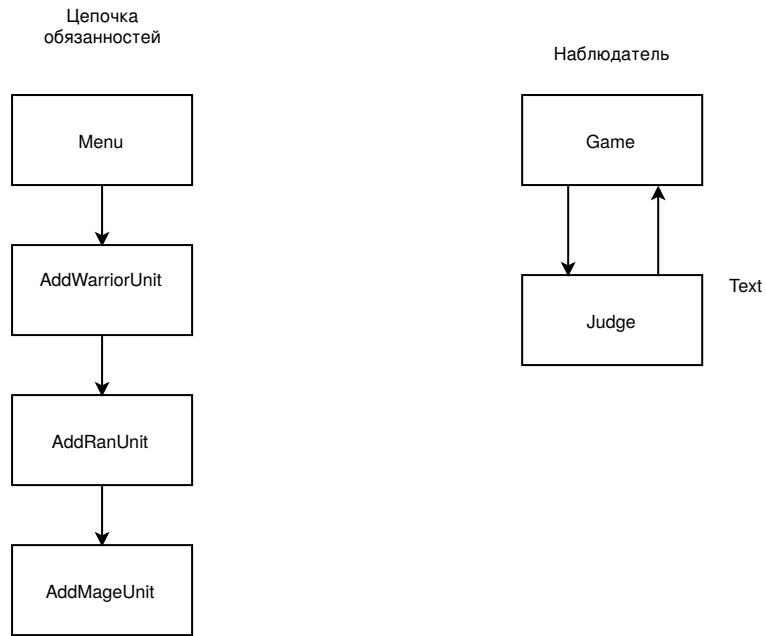 Цепочка
обязанностей
Menu
AddWarriorUnit
AddRanUnit
AddMageUnit
Наблюдатель
Game
Judge
Text